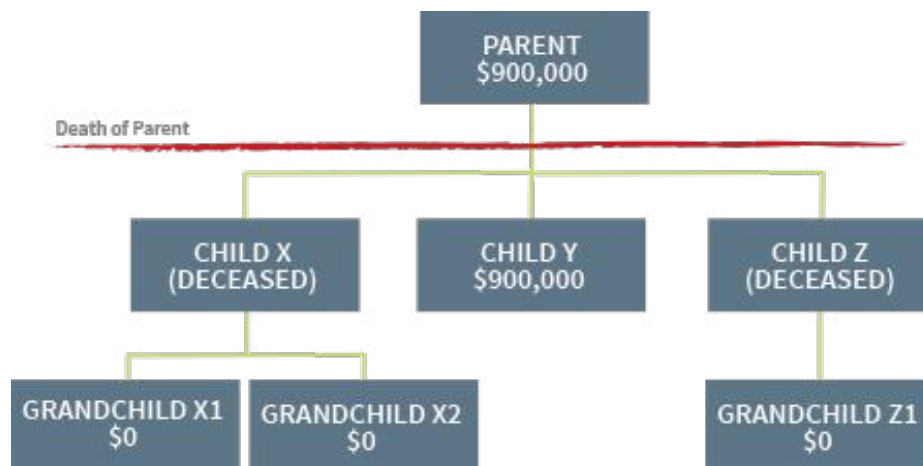 PARENT
$900,000
Death of Parent
CHILD X
(DECEASED)
CHILD Y
$900,000
CHILD Z
(DECEASED)
GRANDCHILD X1
$0
GRANDCHILD X2
$0
GRANDCHILD Z1
$0